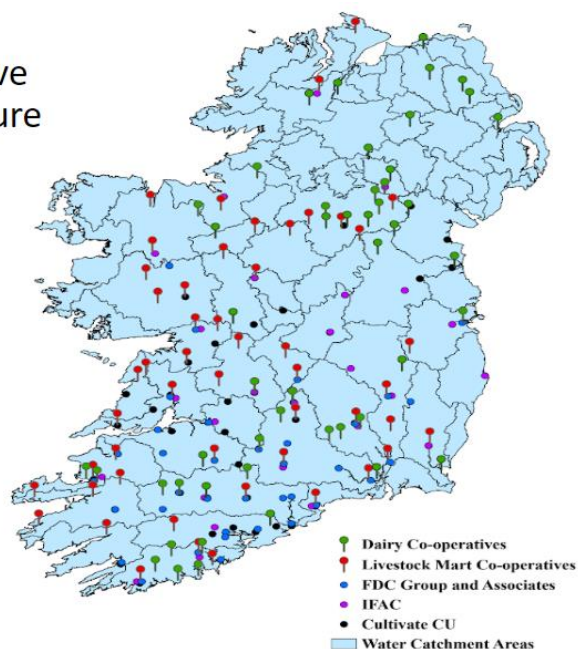 ve
ure
Dairy Co-operatives
Livestock Mart Co-operatives
FDC Group and Associates
IFAC
Cultivate CU
Water Catchment Areas